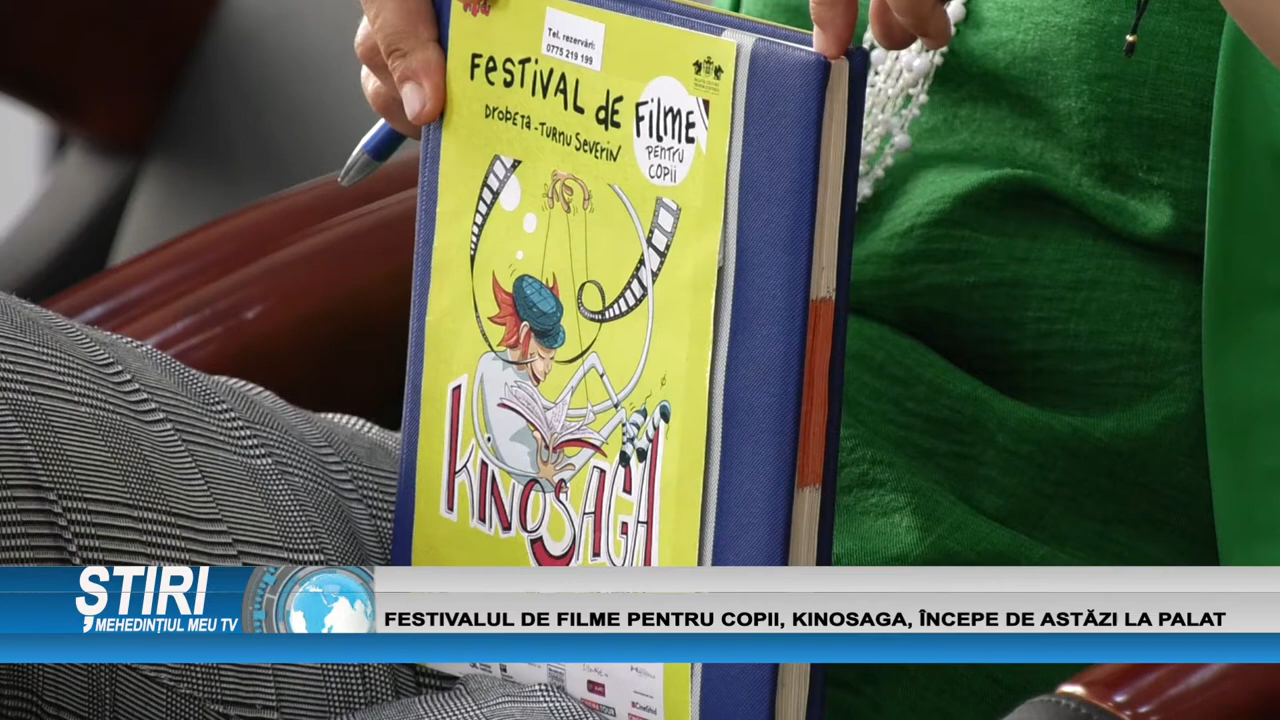 Tel. rezervări:
0775 219 199
FESTIVAL de
FILME
PENTRU
COPII
Drobeta-Turnu Severin
KINOSAGA
ȘTIRI
MEHEDINȚIUL MEU TV
FESTIVALUL DE FILME PENTRU COPII, KINOSAGA, ÎNCEPE DE ASTĂZI LA PALAT